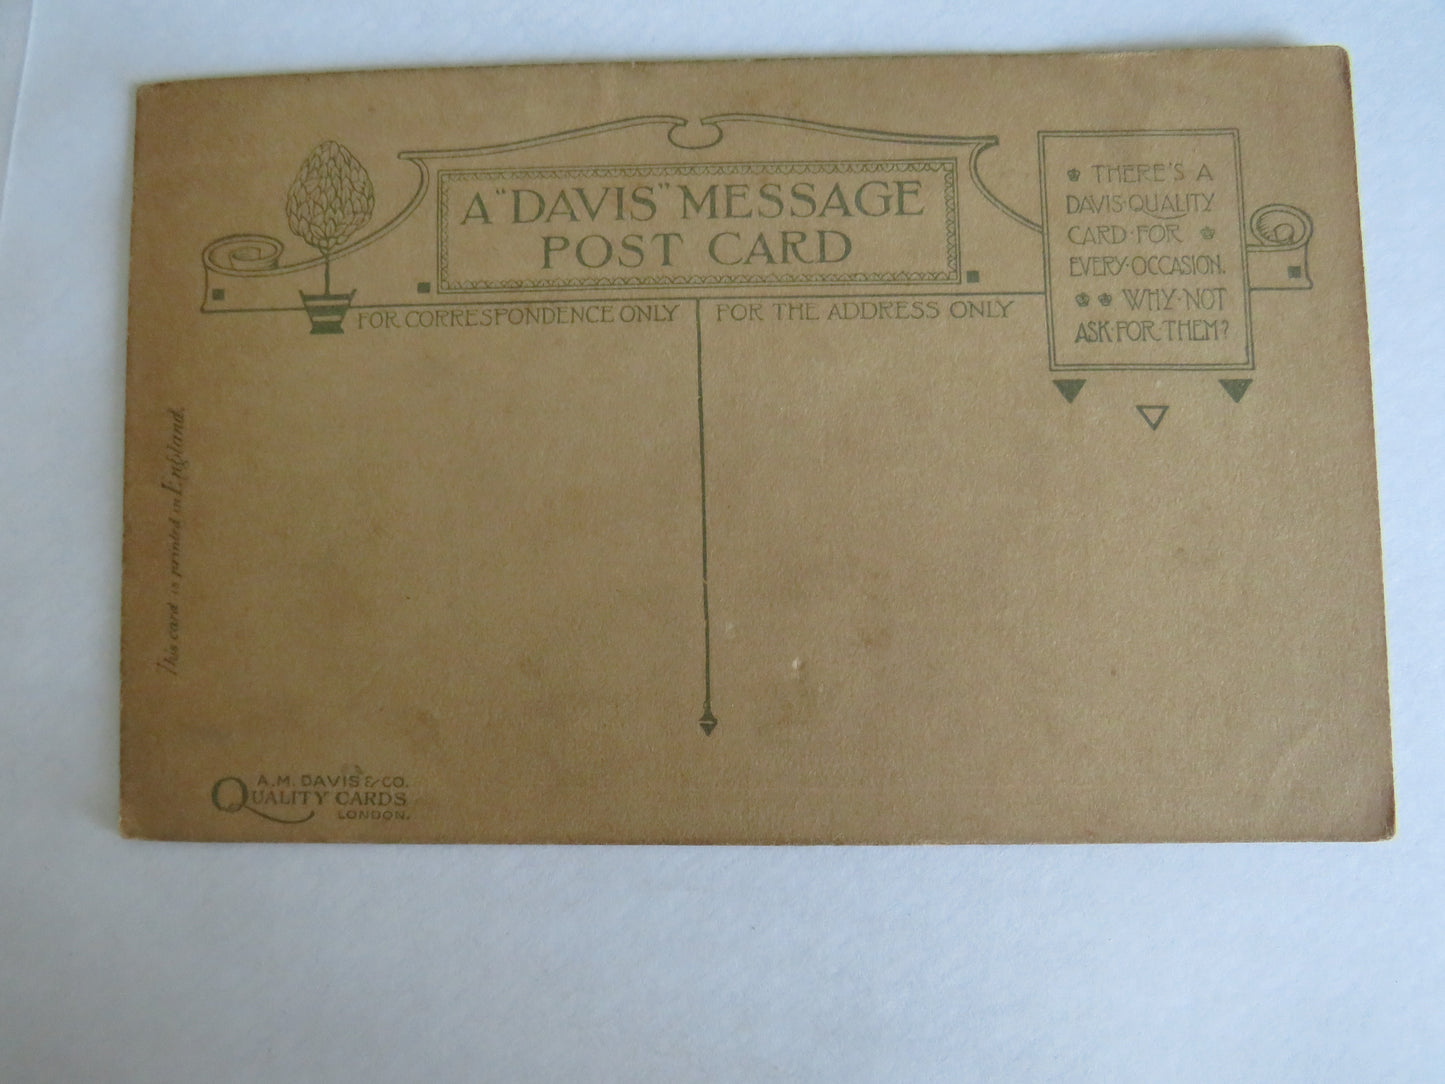 A "DAVIS" MESSAGE
POST CARD
FOR CORRESPONDENCE ONLY
FOR THE ADDRESS ONLY
THERE'S A
DAVIS·QUALITY
CARD·FOR
EVERY·OCCASION.
WHY·NOT
ASK·FOR·THEM?
This card is printed in England.
A.M. DAVIS & CO.
QUALITY CARDS
LONDON.